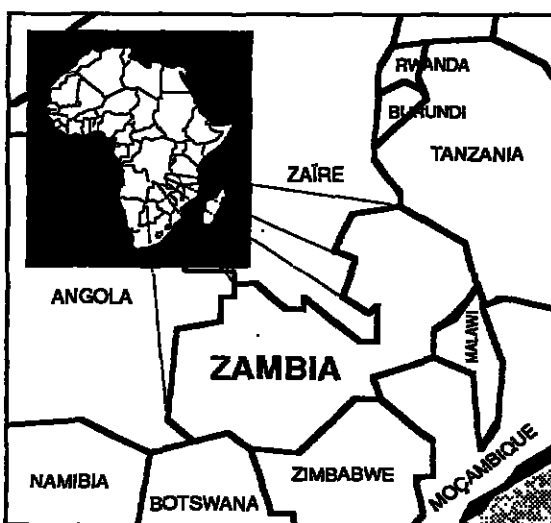 RWANDA
BURUNDI
TANZANIA
ZAÏRE
ANGOLA
MALAWI
ZAMBIA
MOÇAMBIQUE
NAMIBIA
BOTSWANA
ZIMBABWE